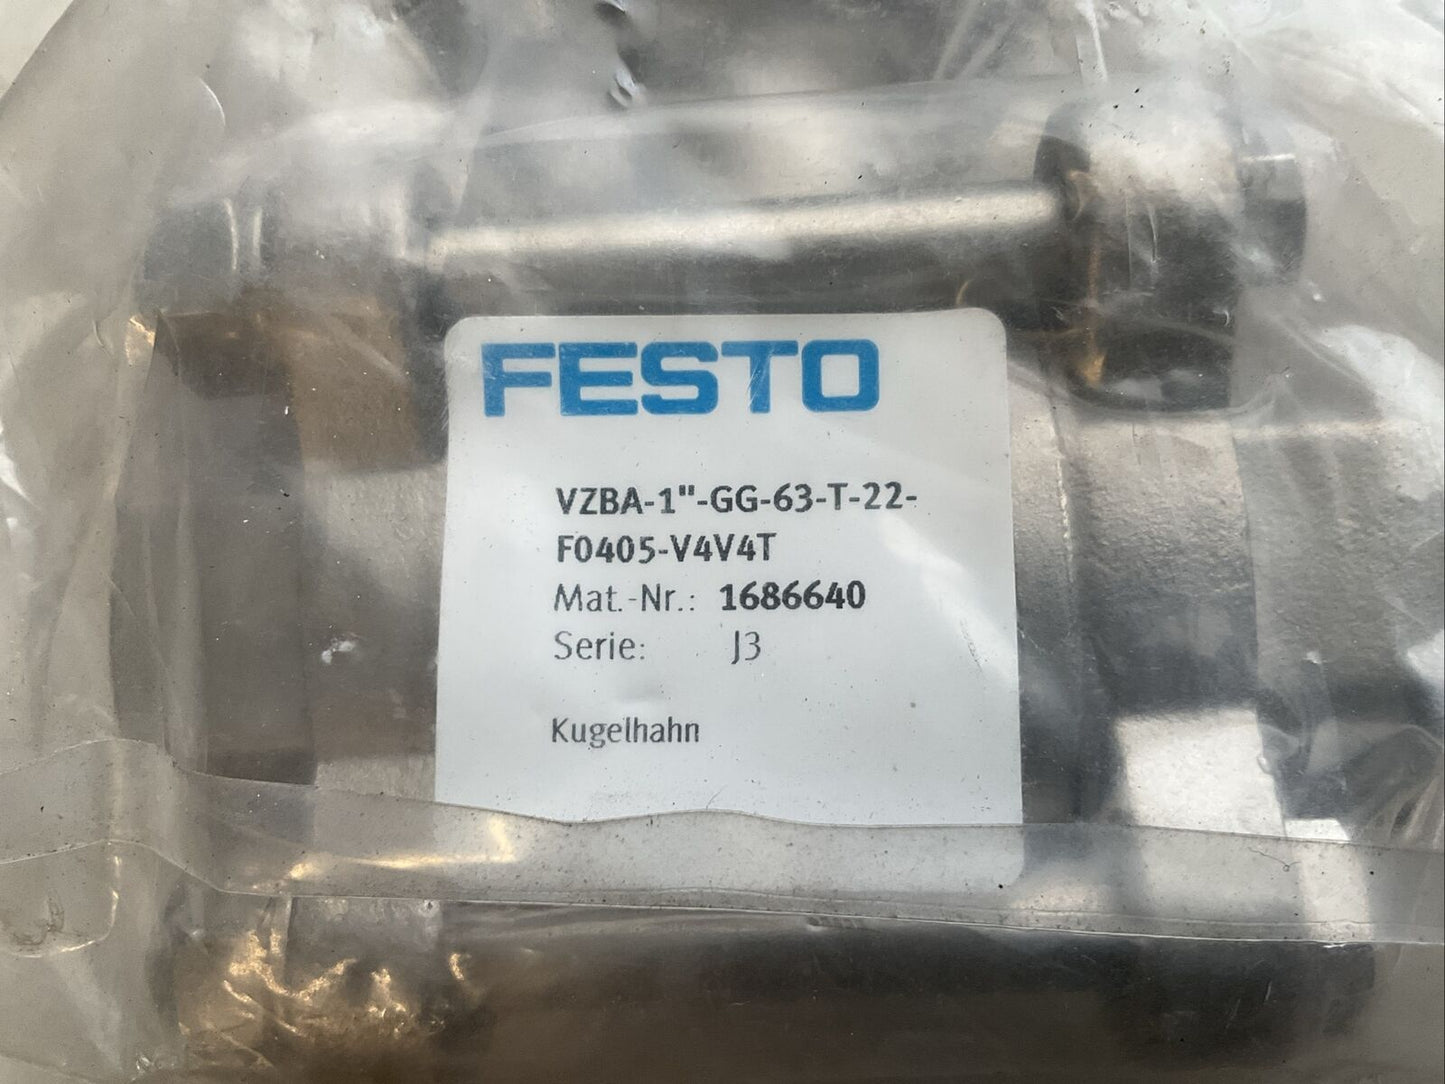 FESTO
VZBA-1"-GG-63-T-22-
F0405-V4V4T
Mat.-Nr.: 1686640
Serie: J3
Kugelhahn